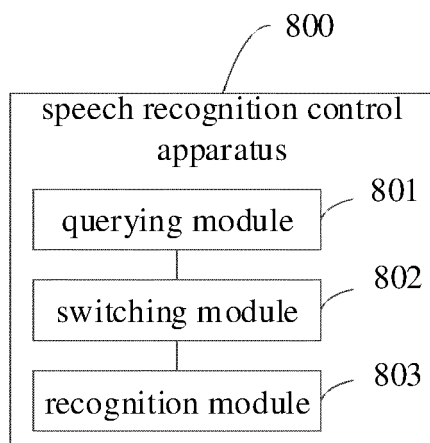 800
speech recognition control
apparatus
querying module
801
switching module
802
recognition module
803